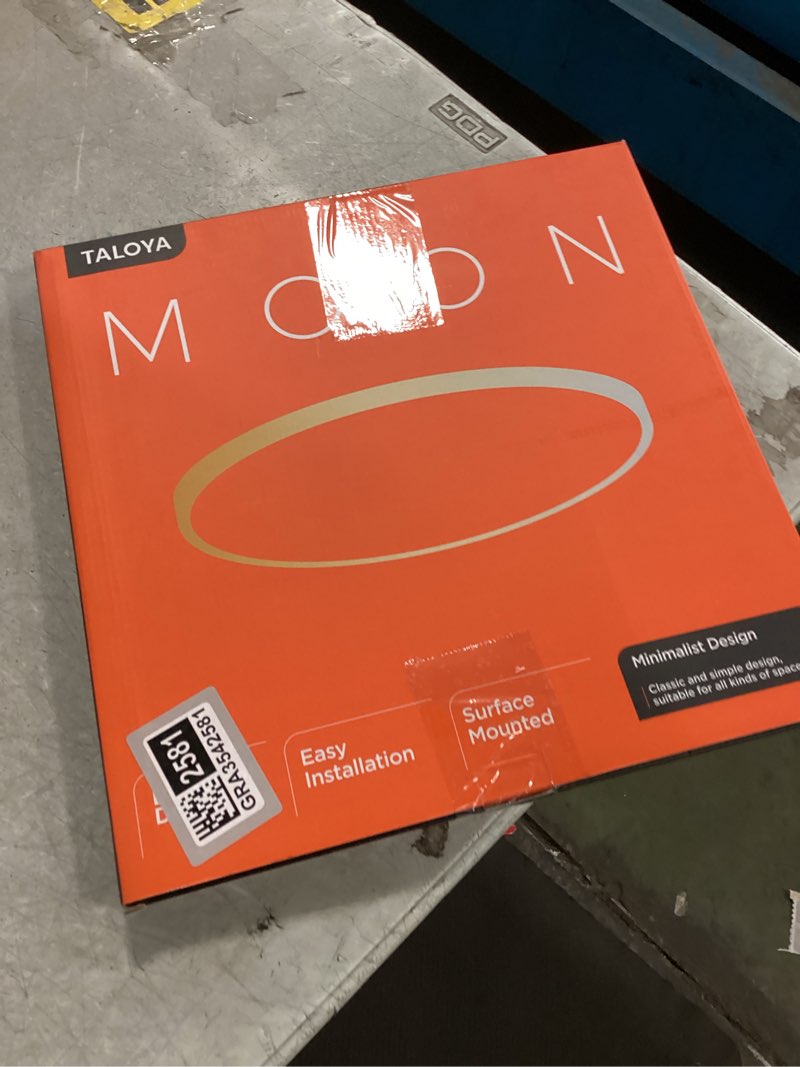 PDG
TALOYA
MOON
Minimalist Design
Classic and simple design,
suitable for all kinds of space
Surface
Mounted
Easy
Installation
2581
GRA3542581